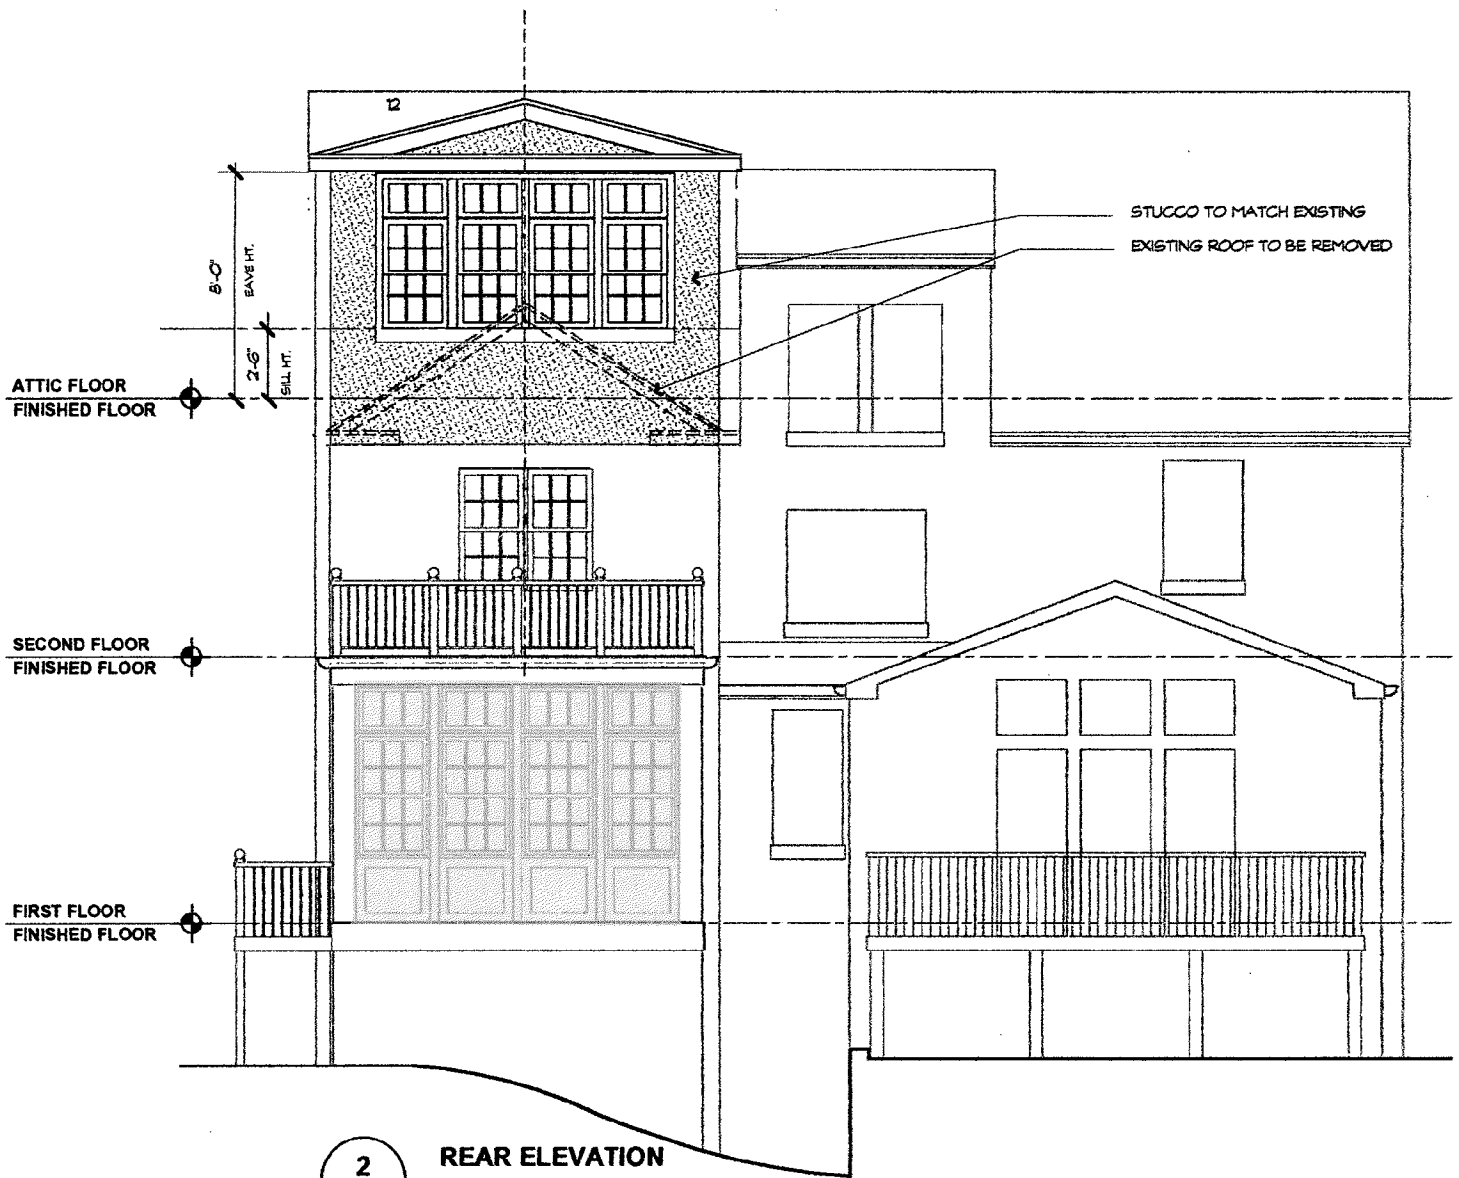 12
STUCCO TO MATCH EXISTING
EXISTING ROOF TO BE REMOVED
8'-0"
EAVE HT.
2'-6"
SILL HT.
ATTIC FLOOR
FINISHED FLOOR
SECOND FLOOR
FINISHED FLOOR
FIRST FLOOR
FINISHED FLOOR
2
REAR ELEVATION